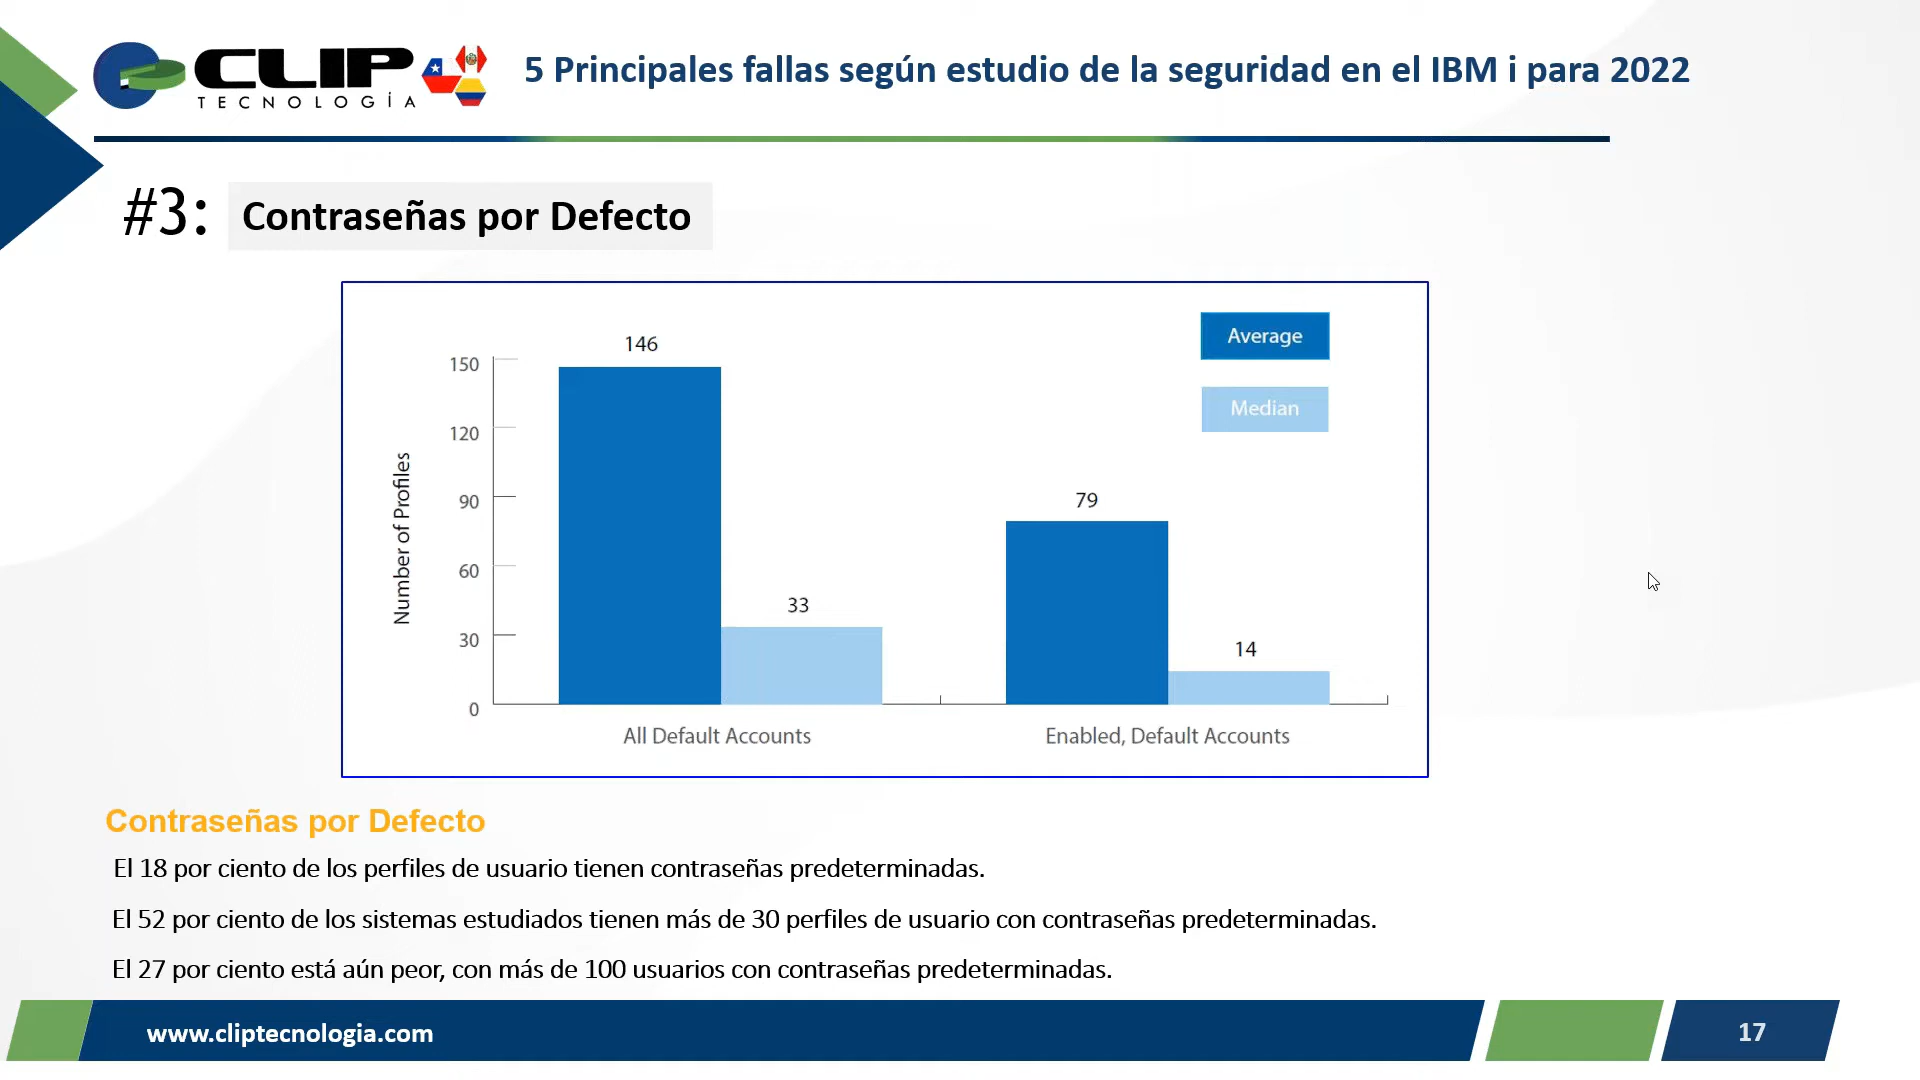 CLIP
TECNOLOGÍA
5 Principales fallas según estudio de la seguridad en el IBM i para 2022
#3: Contraseñas por Defecto
Average
Median
Number of Profiles
150
120
90
60
30
0
146
33
79
14
All Default Accounts
Enabled, Default Accounts
Contraseñas por Defecto
El 18 por ciento de los perfiles de usuario tienen contraseñas predeterminadas.
El 52 por ciento de los sistemas estudiados tienen más de 30 perfiles de usuario con contraseñas predeterminadas.
El 27 por ciento está aún peor, con más de 100 usuarios con contraseñas predeterminadas.
www.cliptecnologia.com
17